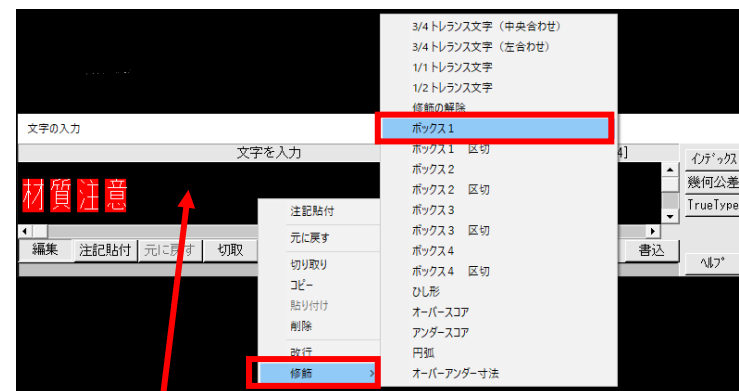 3/4トレランス文字（中央合わせ）
3/4トレランス文字（左合わせ）
1/1トレランス文字
1/2トレランス文字
修飾の解除
ボックス1
ボックス1 区切
ボックス2
ボックス2 区切
ボックス3
ボックス3 区切
ボックス4
ボックス4 区切
ひし形
オーバースコア
アンダースコア
円弧
オーバーアンダー寸法
文字の入力
文字を入力
4]
材質注意
注記貼付
元に戻す
切り取り
コピー
貼り付け
削除
改行
修飾
編集 注記貼付 元に戻す 切取
書込
ｲﾝﾃﾞｯｸｽ
幾何公差
TrueType
ﾍﾙﾌﾟ